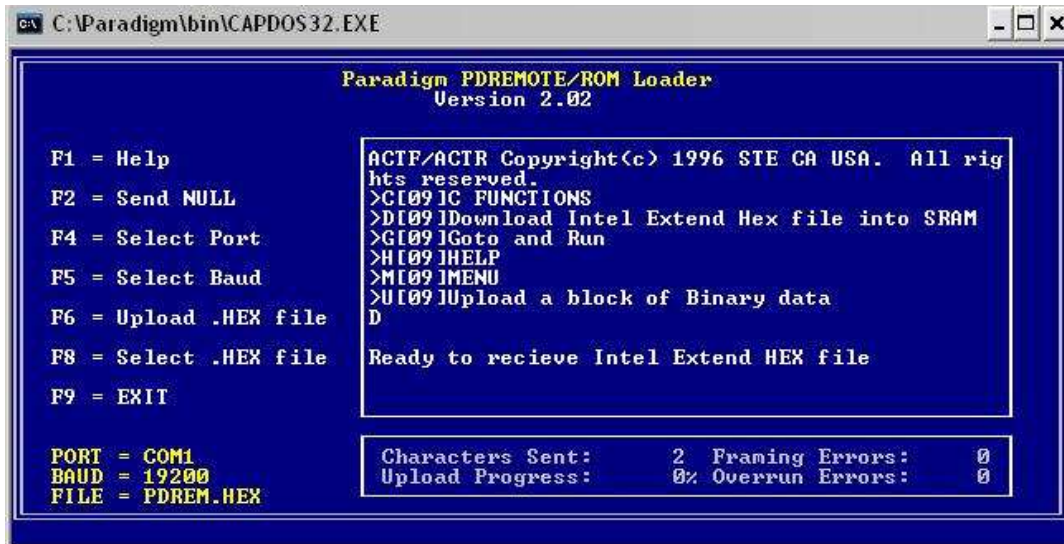 C:\Paradigm\bin\CAPDOS32.EXE
Paradigm PDREMOTE/ROM Loader
Version 2.02
F1 = Help
F2 = Send NULL
F4 = Select Port
F5 = Select Baud
F6 = Upload .HEX file
F8 = Select .HEX file
F9 = EXIT
ACTF/ACTR Copyright(c) 1996 STE CA USA. All rig
hts reserved.
>C[09]C FUNCTIONS
>D[09]Download Intel Extend Hex file into SRAM
>G[09]Goto and Run
>H[09]HELP
>M[09]MENU
>U[09]Upload a block of Binary data
D
Ready to recieve Intel Extend HEX file
PORT = COM1
BAUD = 19200
FILE = PDREM.HEX
Characters Sent: 2 Framing Errors: 0
Upload Progress: 0% Overrun Errors: 0